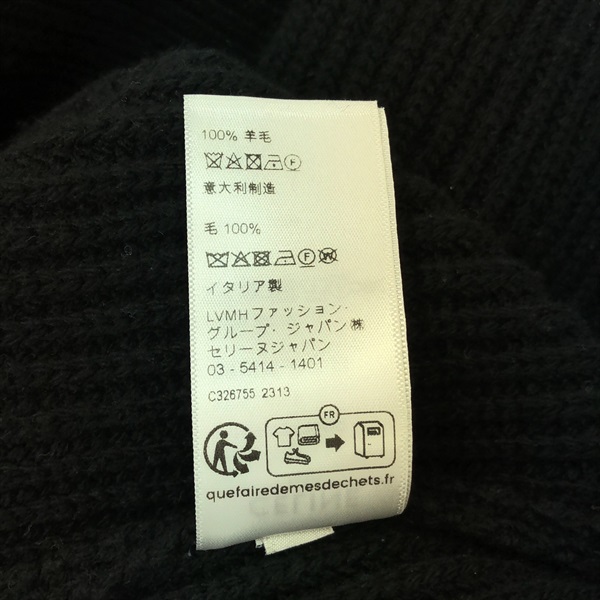 100% 羊毛
F
意大利制造
毛 100%
F W
イタリア製
LVMHファッション・
グループ・ジャパン㈱
セリーヌジャパン
03 - 5414 - 1401
C326755 2313
FR
quefairedemesdechets.fr